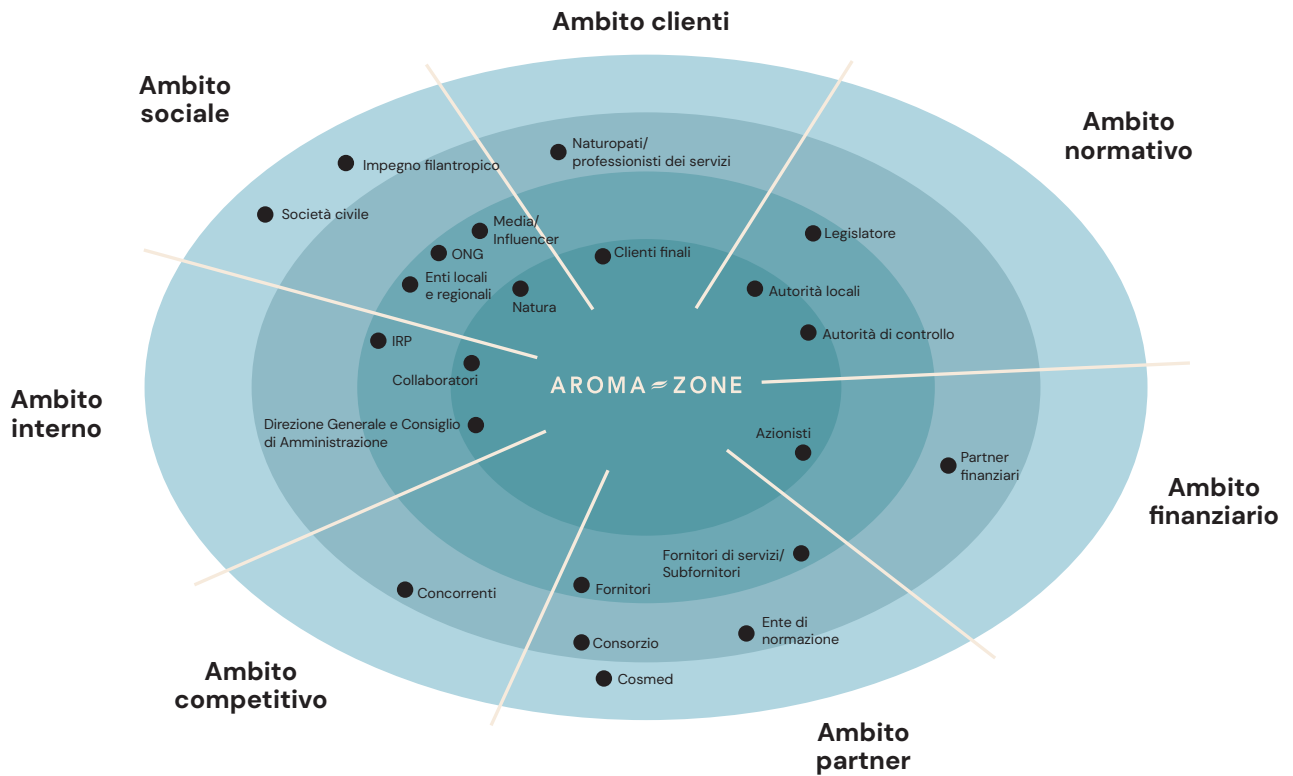 Ambito clienti
Ambito
sociale
Ambito
normativo
Naturopati/
professionisti dei servizi
Impegno filantropico
Società civile
Media/
Influencer
ONG
Enti locali
e regionali
Natura
Clienti finali
Legislatore
Autorità locali
Autorità di controllo
IRP
Collaboratori
AROMA ZONE
Ambito
interno
Direzione Generale e Consiglio
di Amministrazione
Azionisti
Partner
finanziari
Ambito
finanziario
Fornitori di servizi/
Subfornitori
Fornitori
Concorrenti
Ente di
normazione
Consorzio
Cosmed
Ambito
competitivo
Ambito
partner